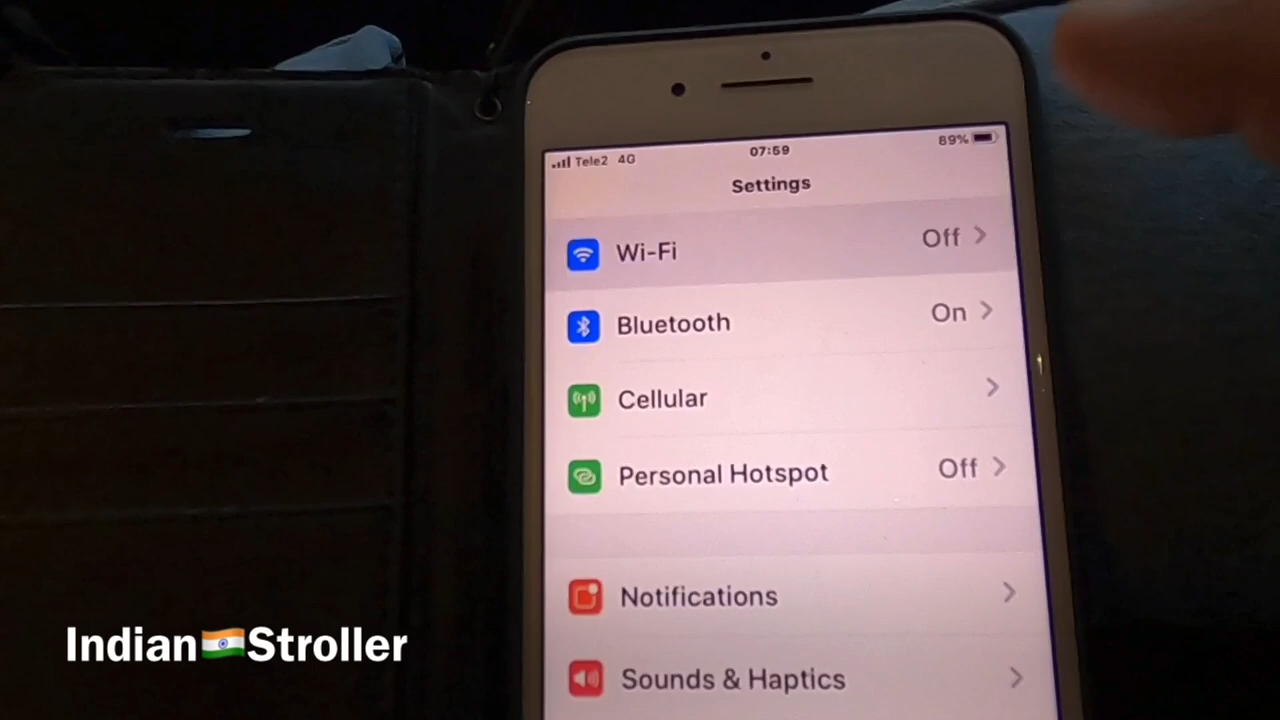 Tele2 4G 07:59 89%
Settings
Wi-Fi Off
Bluetooth On
Cellular
Personal Hotspot Off
Notifications
Sounds & Haptics
Indian🇮🇳Stroller